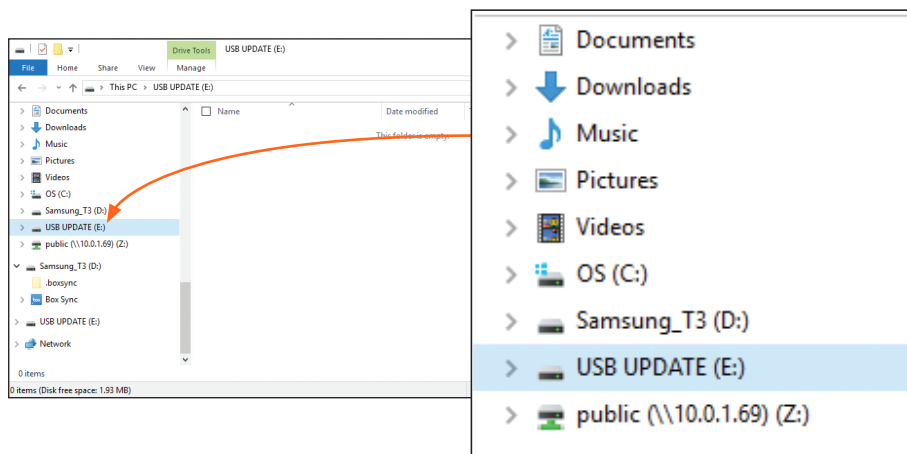 Drive Tools USB UPDATE (E:)
File Home Share View Manage
This PC > USB UPDATE (E:)
Documents
Downloads
Music
Pictures
Videos
OS (C:)
Samsung_T3 (D:)
USB UPDATE (E:)
public (\\10.0.1.69) (Z:)
Samsung_T3 (D:)
.boxsync
Box Sync
USB UPDATE (E:)
Network
Name Date modified
This folder is empty.
0 items
0 items (Disk free space: 1.93 MB)
Documents
Downloads
Music
Pictures
Videos
OS (C:)
Samsung_T3 (D:)
USB UPDATE (E:)
public (\\10.0.1.69) (Z:)